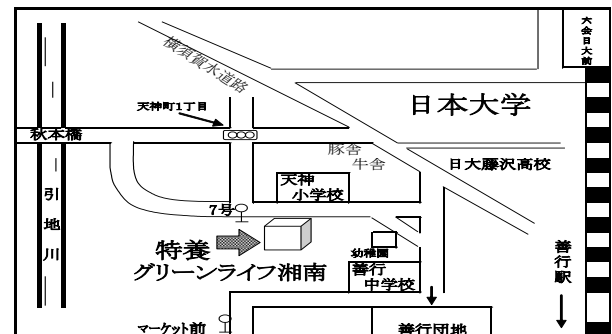 六会日大前
横須賀水道路
天神町1丁目
日本大学
秋本橋
豚舎
牛舎
日大藤沢高校
天神
小学校
引地川
7号
特養
グリーンライフ湘南
幼稚園
善行
中学校
善行駅
マーケット前
善行団地